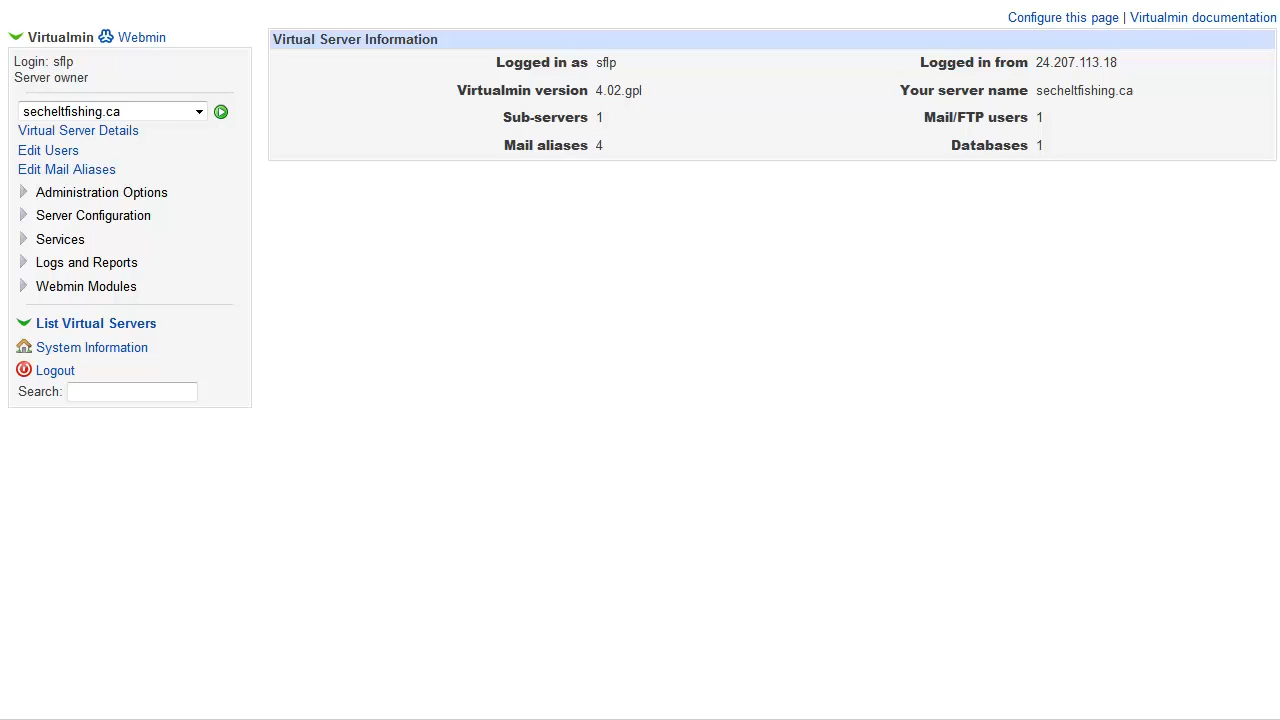 Configure this page | Virtualmin documentation
Virtualmin Webmin
Login: sflp
Server owner
secheltfishing.ca
Virtual Server Details
Edit Users
Edit Mail Aliases
Administration Options
Server Configuration
Services
Logs and Reports
Webmin Modules
List Virtual Servers
System Information
Logout
Search:
Virtual Server Information
Logged in as sflp Logged in from 24.207.113.18
Virtualmin version 4.02.gpl Your server name secheltfishing.ca
Sub-servers 1 Mail/FTP users 1
Mail aliases 4 Databases 1